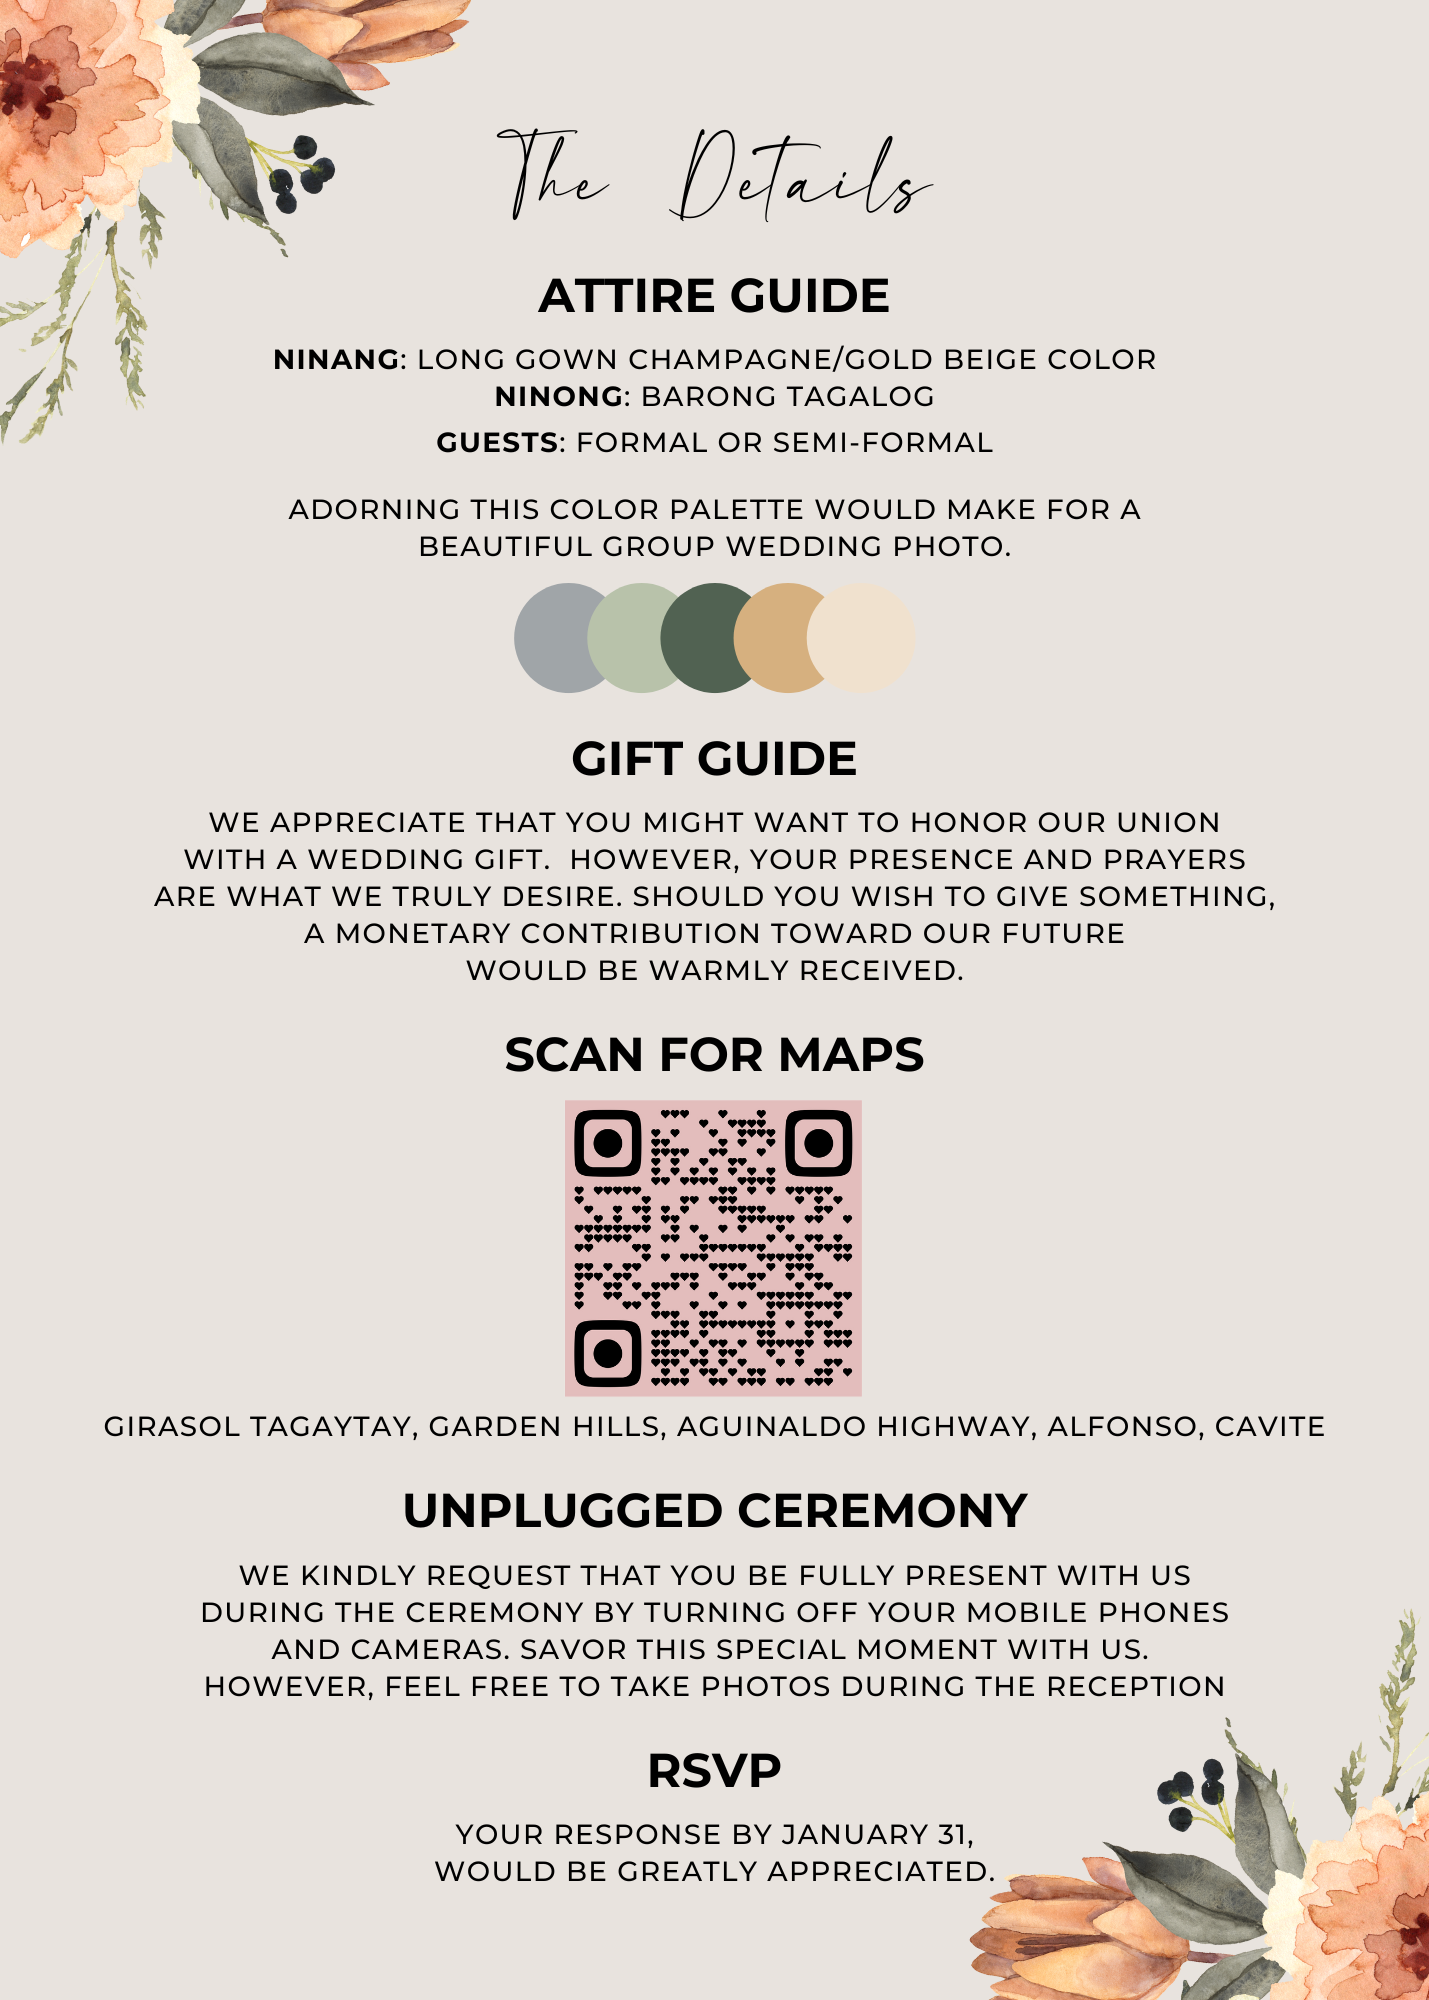 The Details
ATTIRE GUIDE
NINANG: LONG GOWN CHAMPAGNE/GOLD BEIGE COLOR
NINONG: BARONG TAGALOG
GUESTS: FORMAL OR SEMI-FORMAL
ADORNING THIS COLOR PALETTE WOULD MAKE FOR A
BEAUTIFUL GROUP WEDDING PHOTO.
GIFT GUIDE
WE APPRECIATE THAT YOU MIGHT WANT TO HONOR OUR UNION
WITH A WEDDING GIFT.  HOWEVER, YOUR PRESENCE AND PRAYERS
ARE WHAT WE TRULY DESIRE. SHOULD YOU WISH TO GIVE SOMETHING,
A MONETARY CONTRIBUTION TOWARD OUR FUTURE
WOULD BE WARMLY RECEIVED.
SCAN FOR MAPS
GIRASOL TAGAYTAY, GARDEN HILLS, AGUINALDO HIGHWAY, ALFONSO, CAVITE
UNPLUGGED CEREMONY
WE KINDLY REQUEST THAT YOU BE FULLY PRESENT WITH US
DURING THE CEREMONY BY TURNING OFF YOUR MOBILE PHONES
AND CAMERAS. SAVOR THIS SPECIAL MOMENT WITH US.
HOWEVER, FEEL FREE TO TAKE PHOTOS DURING THE RECEPTION
RSVP
YOUR RESPONSE BY JANUARY 31,
WOULD BE GREATLY APPRECIATED.